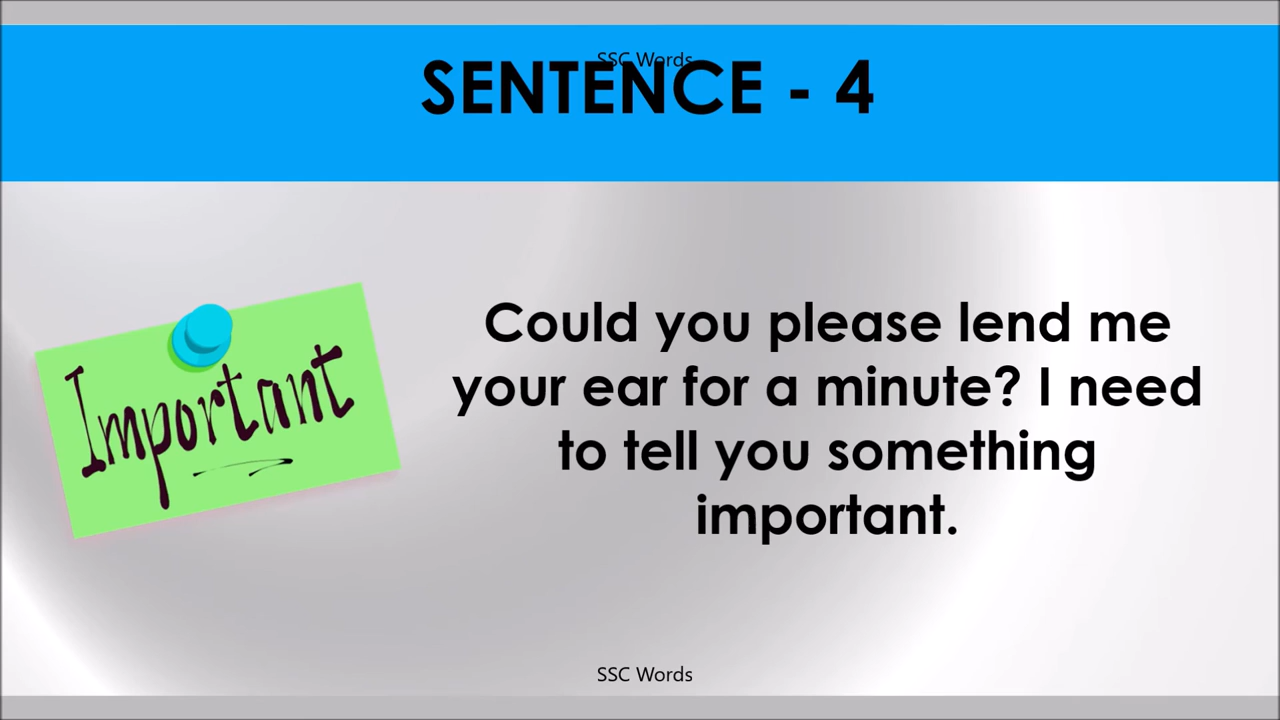 SSC Words
SENTENCE - 4
Important
Could you please lend me
your ear for a minute? I need
to tell you something
important.
SSC Words